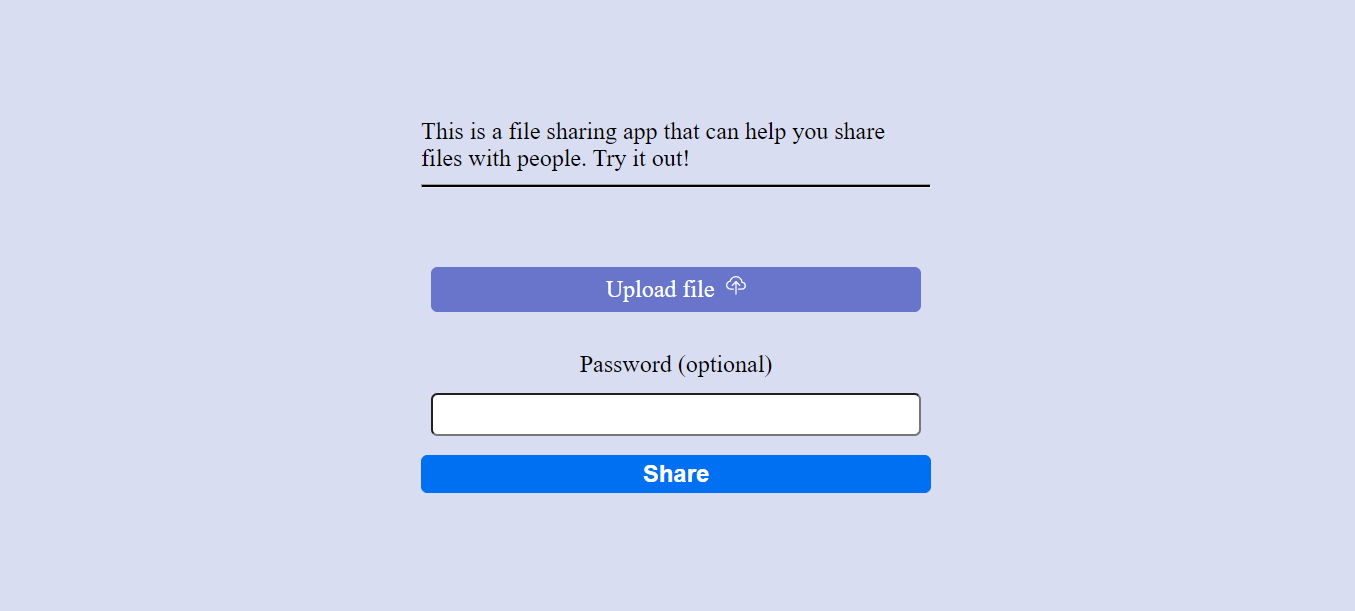 This is a file sharing app that can help you share
files with people. Try it out!
Upload file
Password (optional)
Share